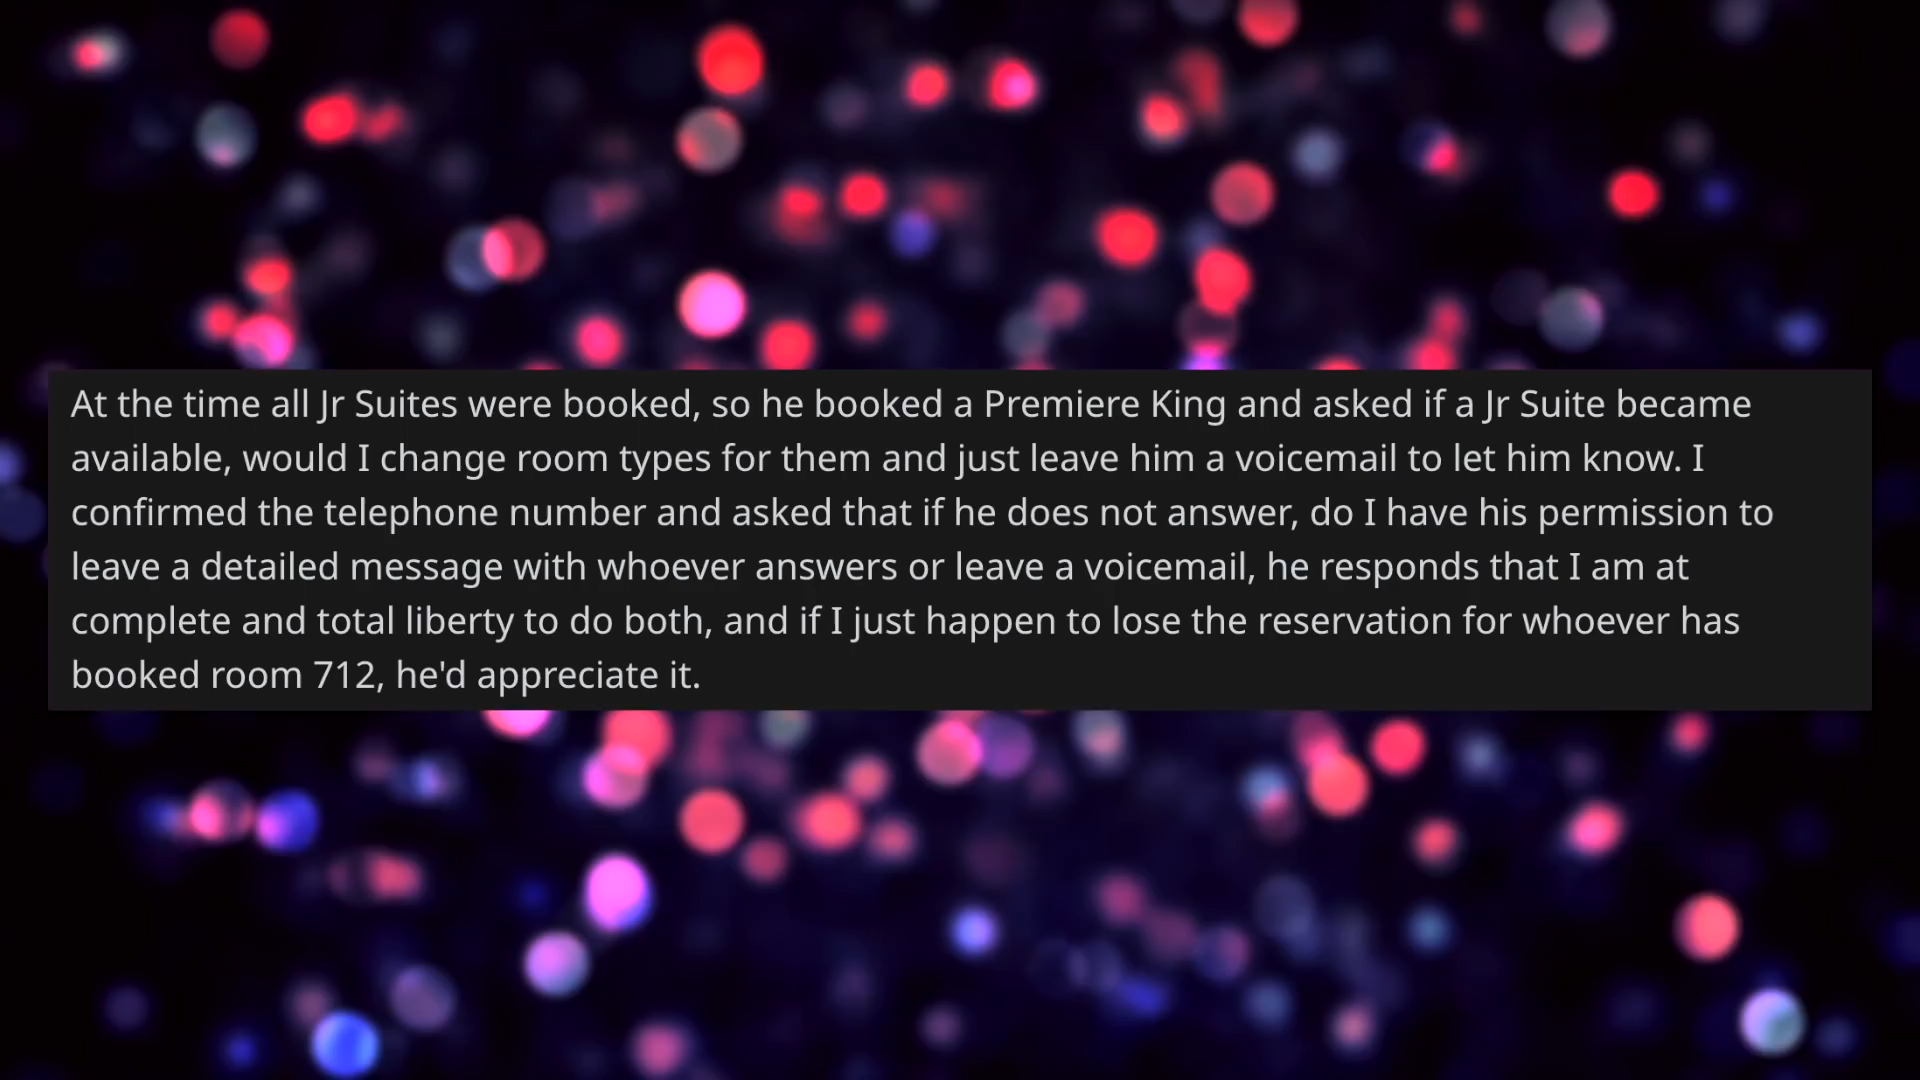 At the time all Jr Suites were booked, so he booked a Premiere King and asked if a Jr Suite became
available, would I change room types for them and just leave him a voicemail to let him know. I
confirmed the telephone number and asked that if he does not answer, do I have his permission to
leave a detailed message with whoever answers or leave a voicemail, he responds that I am at
complete and total liberty to do both, and if I just happen to lose the reservation for whoever has
booked room 712, he'd appreciate it.